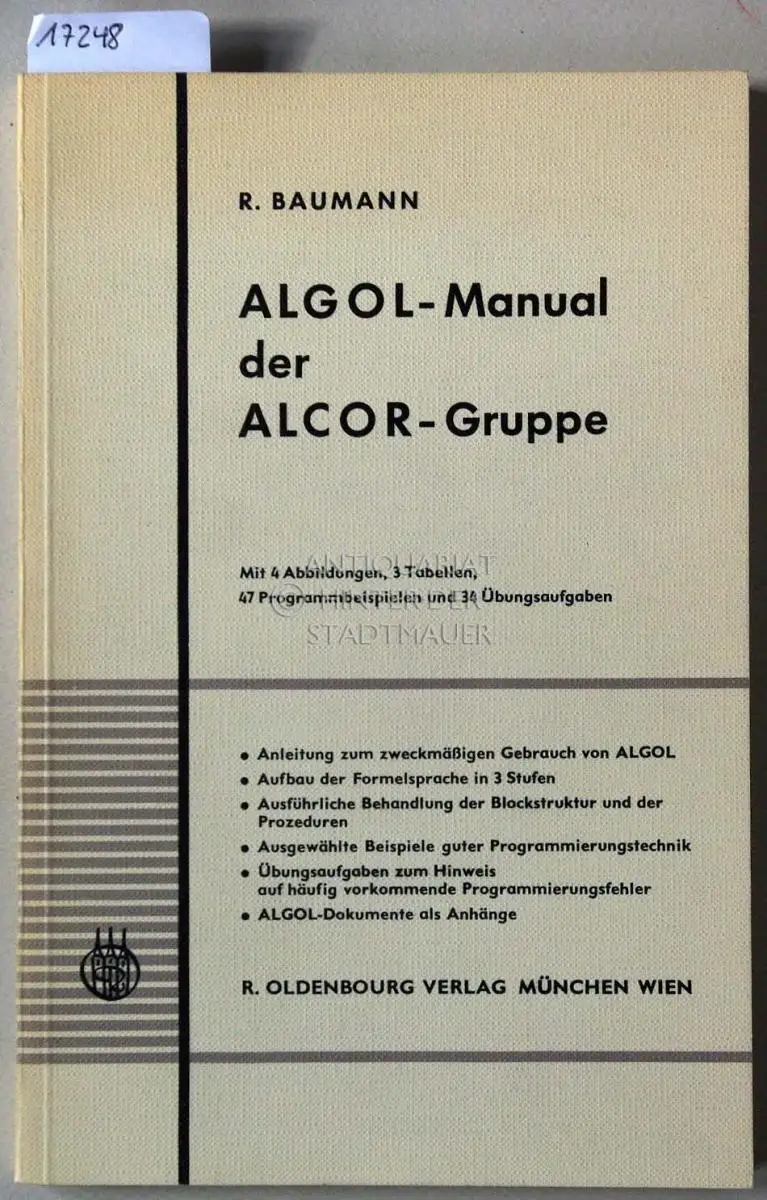 17248
R. BAUMANN
ALGOL-Manual
der
ALCOR-Gruppe
Mit 4 Abbildungen, 3 Tabellen,
47 Programmbeispielen und 34 Übungsaufgaben
ANTIQUARIAT
© HINTER DER
STADTMAUER
• Anleitung zum zweckmäßigen Gebrauch von ALGOL
• Aufbau der Formelsprache in 3 Stufen
• Ausführliche Behandlung der Blockstruktur und der
Prozeduren
• Ausgewählte Beispiele guter Programmierungstechnik
• Übungsaufgaben zum Hinweis
auf häufig vorkommende Programmierungsfehler
• ALGOL-Dokumente als Anhänge
R. OLDENBOURG VERLAG MÜNCHEN WIEN